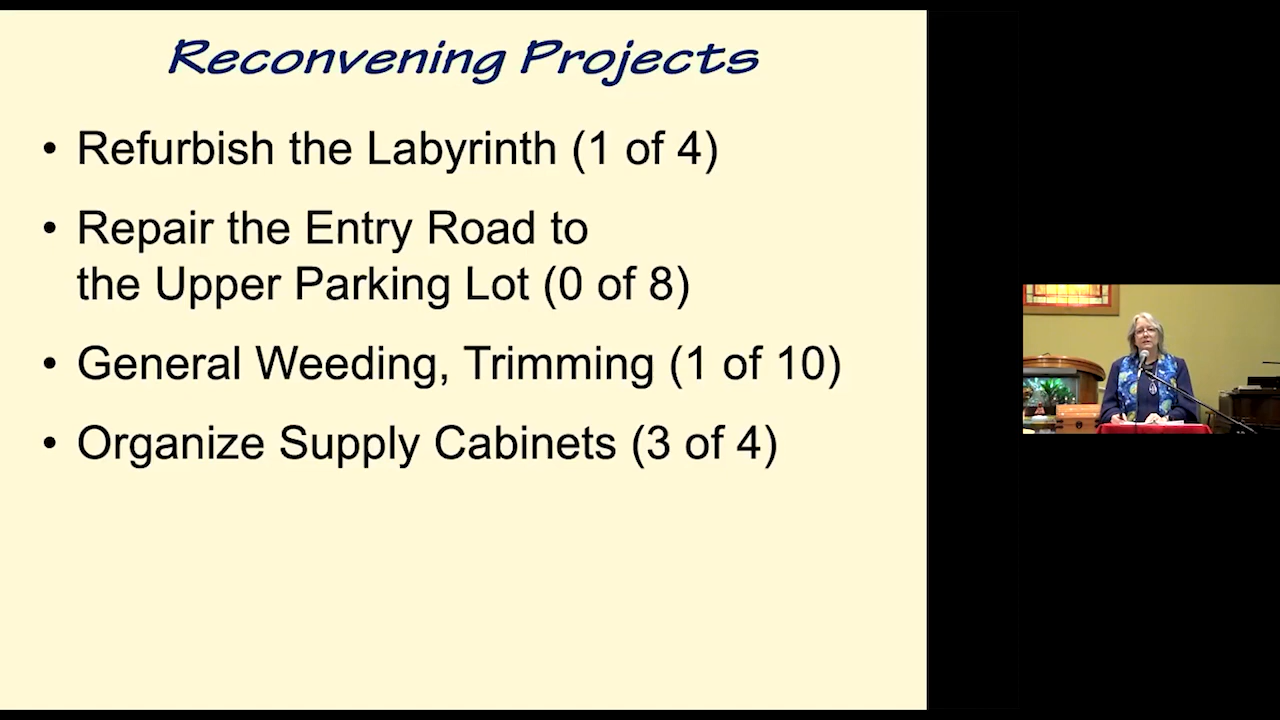 Reconvening Projects
• Refurbish the Labyrinth (1 of 4)
• Repair the Entry Road to
the Upper Parking Lot (0 of 8)
• General Weeding, Trimming (1 of 10)
• Organize Supply Cabinets (3 of 4)